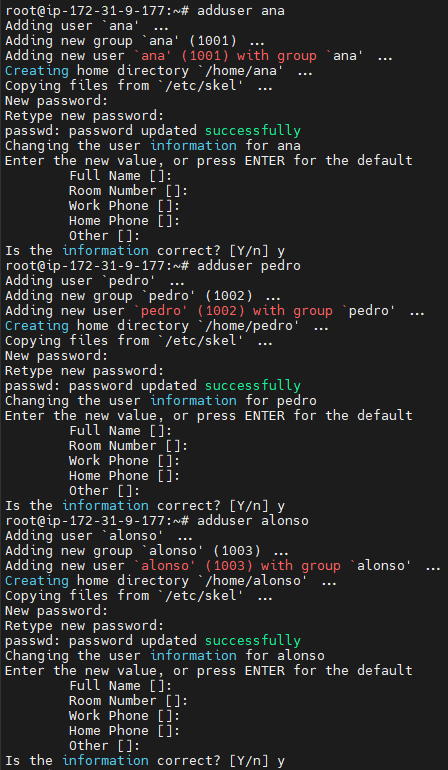 root@ip-172-31-9-177:~# adduser ana
Adding user `ana' ...
Adding new group `ana' (1001) ...
Adding new user `ana' (1001) with group `ana' ...
Creating home directory `/home/ana' ...
Copying files from `/etc/skel' ...
New password:
Retype new password:
passwd: password updated successfully
Changing the user information for ana
Enter the new value, or press ENTER for the default
        Full Name []:
        Room Number []:
        Work Phone []:
        Home Phone []:
        Other []:
Is the information correct? [Y/n] y
root@ip-172-31-9-177:~# adduser pedro
Adding user `pedro' ...
Adding new group `pedro' (1002) ...
Adding new user `pedro' (1002) with group `pedro' ...
Creating home directory `/home/pedro' ...
Copying files from `/etc/skel' ...
New password:
Retype new password:
passwd: password updated successfully
Changing the user information for pedro
Enter the new value, or press ENTER for the default
        Full Name []:
        Room Number []:
        Work Phone []:
        Home Phone []:
        Other []:
Is the information correct? [Y/n] y
root@ip-172-31-9-177:~# adduser alonso
Adding user `alonso' ...
Adding new group `alonso' (1003) ...
Adding new user `alonso' (1003) with group `alonso' ...
Creating home directory `/home/alonso' ...
Copying files from `/etc/skel' ...
New password:
Retype new password:
passwd: password updated successfully
Changing the user information for alonso
Enter the new value, or press ENTER for the default
        Full Name []:
        Room Number []:
        Work Phone []:
        Home Phone []:
        Other []:
Is the information correct? [Y/n] y